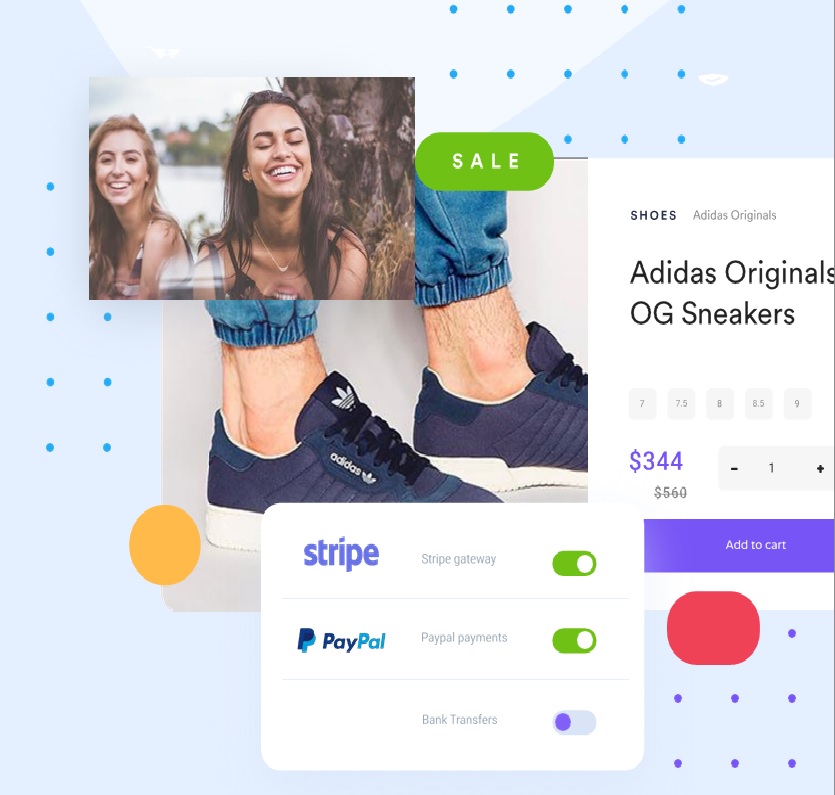 SALE
SHOES Adidas Originals
Adidas Originals
OG Sneakers
7 7.5 8 8.5 9
$344 - 1 +
$560
Add to cart
adidas
stripe Stripe gateway
PayPal Paypal payments
Bank Transfers